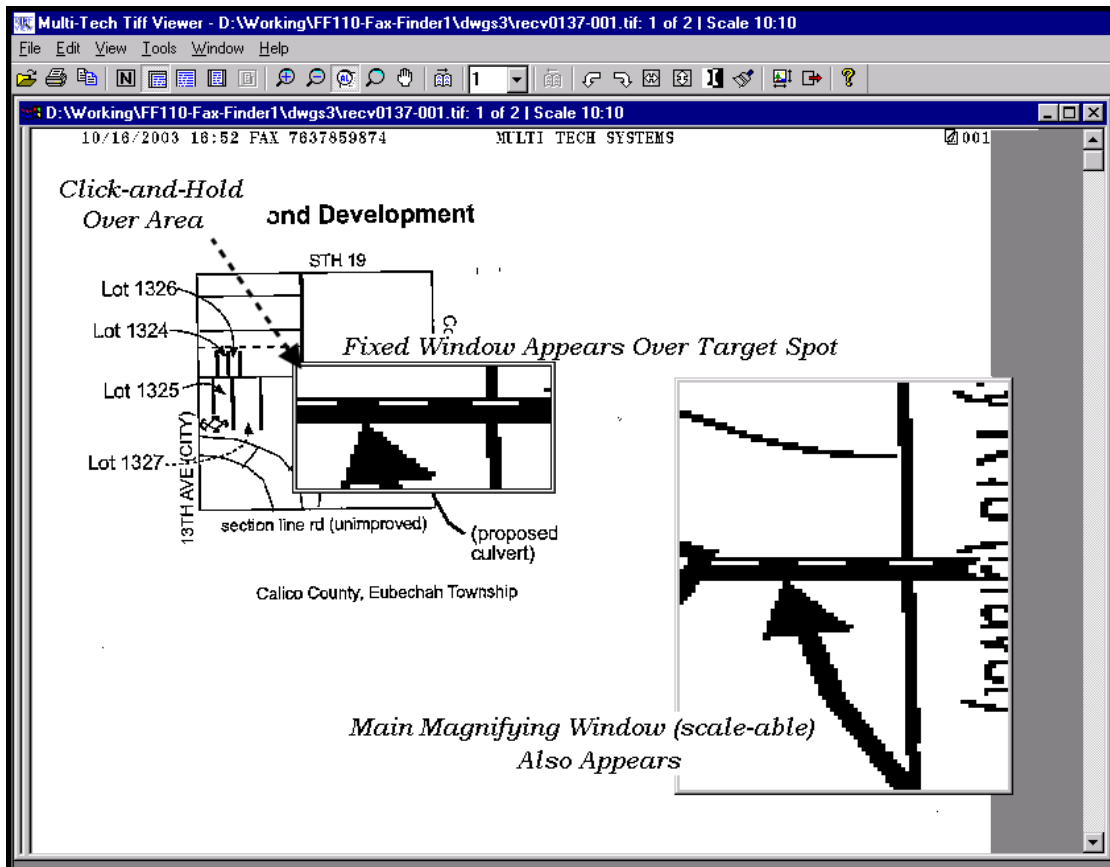 Multi-Tech Tiff Viewer - D:\Working\FF110-Fax-Finder1\dwgs3\recv0137-001.tif: 1 of 2 | Scale 10:10
File Edit View Tools Window Help
N 1
D:\Working\FF110-Fax-Finder1\dwgs3\recv0137-001.tif: 1 of 2 | Scale 10:10
10/16/2003 16:52 FAX 7637859874 MULTI TECH SYSTEMS 001
Click-and-Hold
Over Area
and Development
STH 19
Lot 1326
Lot 1324
Co
Fixed Window Appears Over Target Spot
Lot 1325
13TH AVE (CITY)
Lot 1327
section line rd (unimproved)
(proposed
culvert)
Calico County, Eubechah Township
Main Magnifying Window (scale-able)
Also Appears